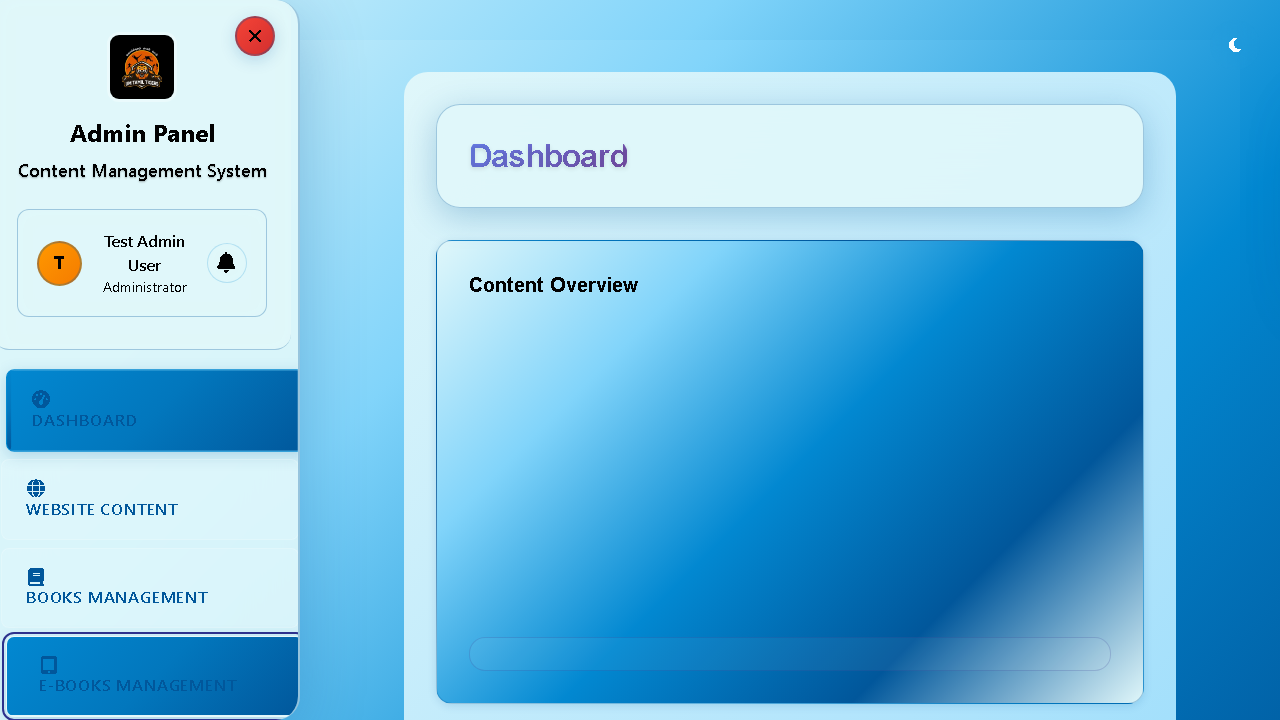 Admin Panel
Content Management System
T
Test Admin
User
Administrator
DASHBOARD
WEBSITE CONTENT
BOOKS MANAGEMENT
E-BOOKS MANAGEMENT
Dashboard
Content Overview